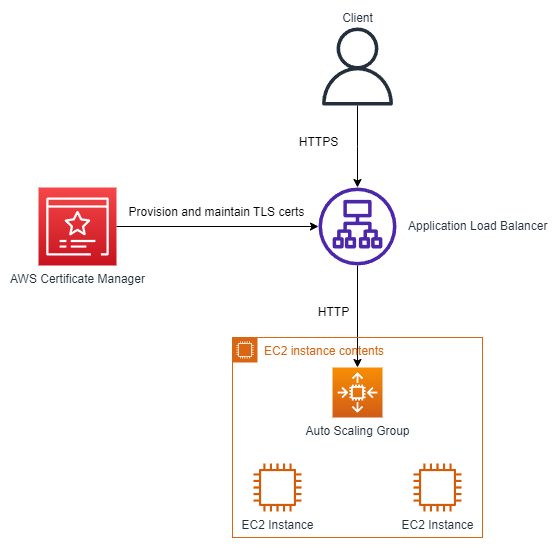 Client
HTTPS
Provision and maintain TLS certs
Application Load Balancer
AWS Certificate Manager
HTTP
EC2 instance contents
Auto Scaling Group
EC2 Instance
EC2 Instance